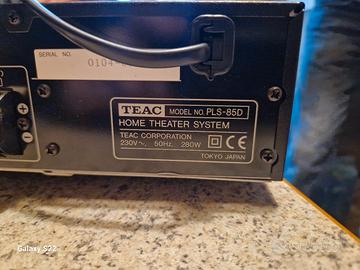 SERIAL NO.
0104
TEAC MODEL NO. PLS-85D
HOME THEATER SYSTEM
TEAC CORPORATION
230V~, 50Hz, 280W CE
TOKYO JAPAN
Galaxy S22